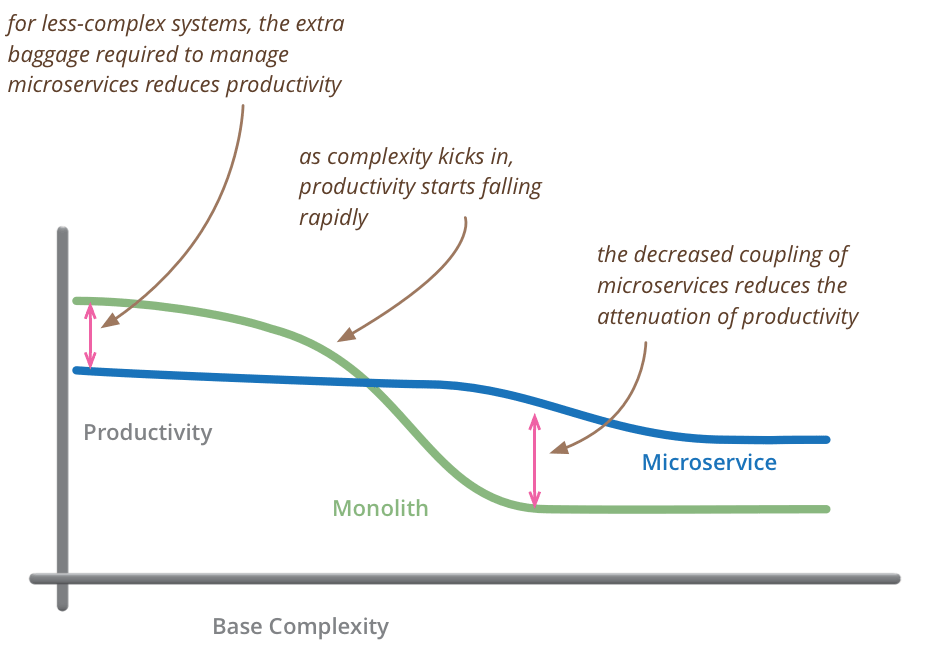 for less-complex systems, the extra
baggage required to manage
microservices reduces productivity
as complexity kicks in,
productivity starts falling
rapidly
the decreased coupling of
microservices reduces the
attenuation of productivity
Productivity
Microservice
Monolith
Base Complexity